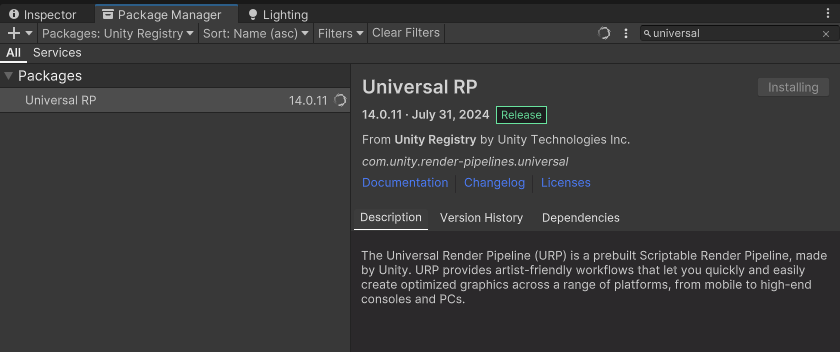 Inspector Package Manager Lighting
+ Packages: Unity Registry Sort: Name (asc) Filters Clear Filters universal
All Services
Packages
Universal RP 14.0.11
Universal RP
Installing
14.0.11 · July 31, 2024 Release
From Unity Registry by Unity Technologies Inc.
com.unity.render-pipelines.universal
Documentation Changelog Licenses
Description Version History Dependencies
The Universal Render Pipeline (URP) is a prebuilt Scriptable Render Pipeline, made
by Unity. URP provides artist-friendly workflows that let you quickly and easily
create optimized graphics across a range of platforms, from mobile to high-end
consoles and PCs.